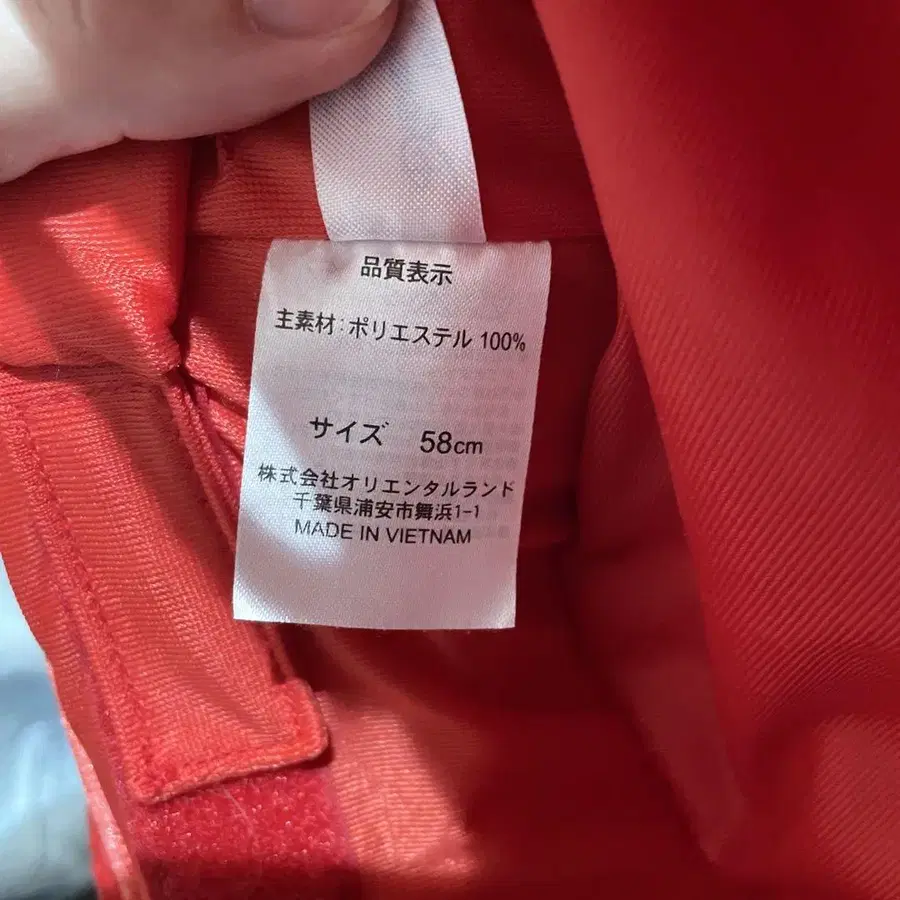 品質表示
主素材：ポリエステル 100%
サイズ 58cm
株式会社オリエンタルランド
千葉県浦安市舞浜1-1
MADE IN VIETNAM